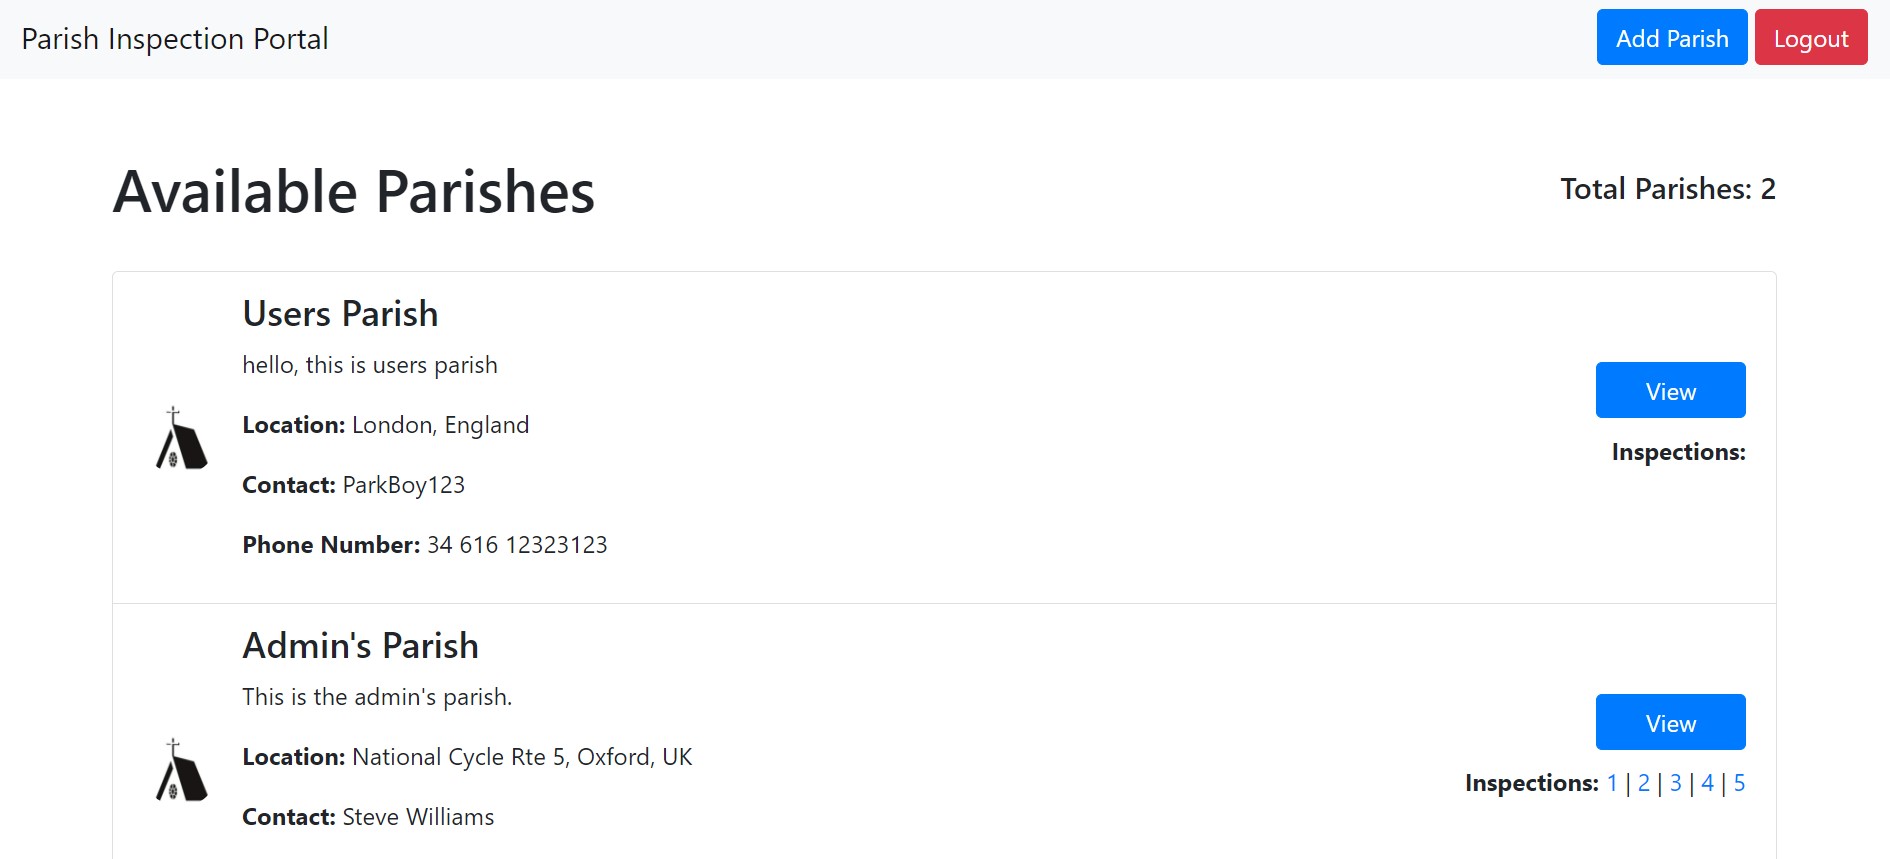 Parish Inspection Portal
Add Parish
Logout
Available Parishes
Total Parishes: 2
Users Parish
hello, this is users parish
Location: London, England
Contact: ParkBoy123
Phone Number: 34 616 12323123
View
Inspections:
Admin's Parish
This is the admin's parish.
Location: National Cycle Rte 5, Oxford, UK
Contact: Steve Williams
View
Inspections: 1 | 2 | 3 | 4 | 5